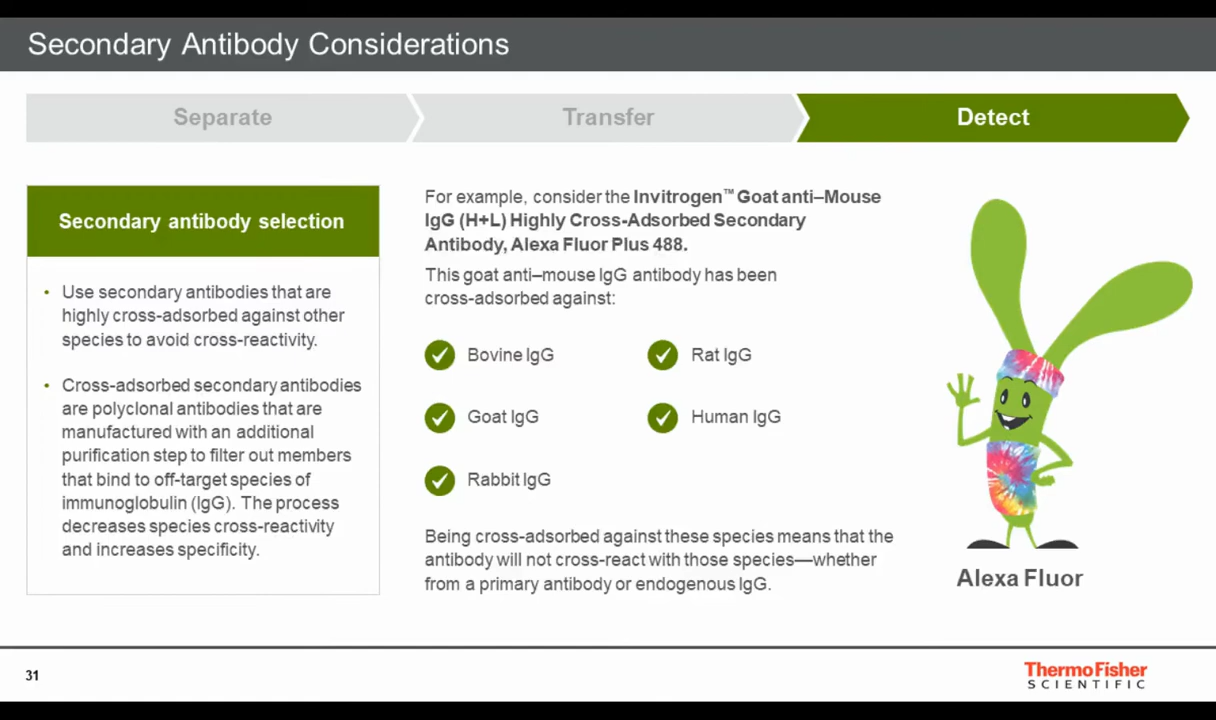 Secondary Antibody Considerations
Separate
Transfer
Detect
Secondary antibody selection
• Use secondary antibodies that are
highly cross-adsorbed against other
species to avoid cross-reactivity.
• Cross-adsorbed secondary antibodies
are polyclonal antibodies that are
manufactured with an additional
purification step to filter out members
that bind to off-target species of
immunoglobulin (IgG). The process
decreases species cross-reactivity
and increases specificity.
For example, consider the Invitrogen™ Goat anti–Mouse
IgG (H+L) Highly Cross-Adsorbed Secondary
Antibody, Alexa Fluor Plus 488.
This goat anti–mouse IgG antibody has been
cross-adsorbed against:
Bovine IgG
Rat IgG
Goat IgG
Human IgG
Rabbit IgG
Being cross-adsorbed against these species means that the
antibody will not cross-react with those species—whether
from a primary antibody or endogenous IgG.
Alexa Fluor
31
ThermoFisher
SCIENTIFIC